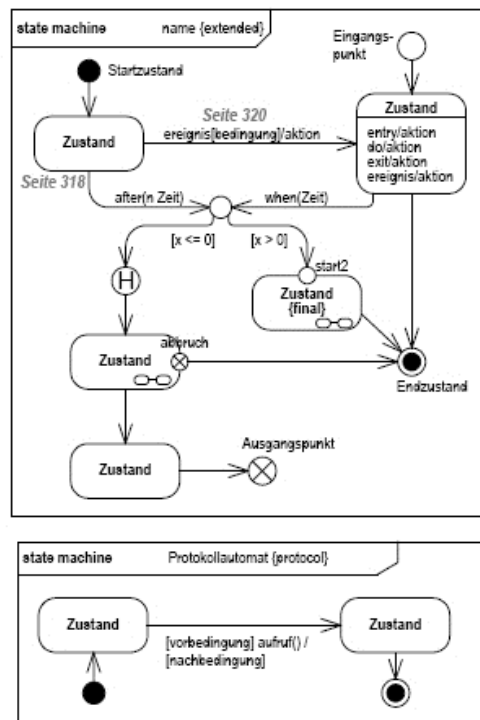 state machine name {extended}
Startzustand
Eingangs-
punkt
Zustand
Seite 320
ereignis[bedingung]/aktion
Zustand
entry/aktion
do/aktion
exit/aktion
ereignis/aktion
Seite 318
after(n Zeit)
when(Zeit)
[x <= 0]
[x > 0]
H
start2
Zustand
{final}
Zustand
abbruch
Endzustand
Zustand
Ausgangspunkt
state machine Protokollautomat {protocol}
Zustand
[vorbedingung] aufruf() /
[nachbedingung]
Zustand